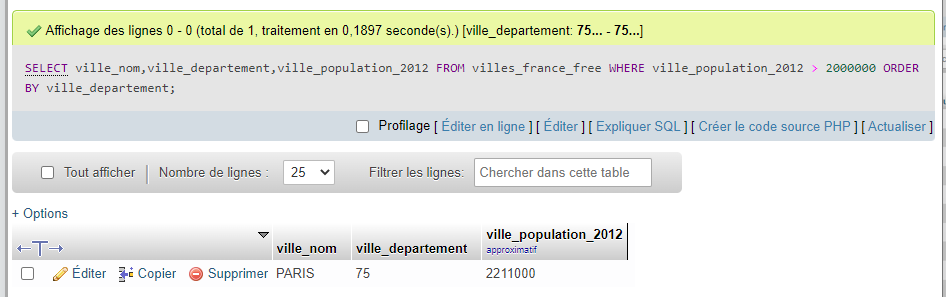 Affichage des lignes 0 - 0 (total de 1, traitement en 0,1897 seconde(s).) [ville_departement: 75... - 75...]
SELECT ville_nom,ville_departement,ville_population_2012 FROM villes_france_free WHERE ville_population_2012 > 2000000 ORDER
BY ville_departement;
Profilage [ Éditer en ligne ] [ Éditer ] [ Expliquer SQL ] [ Créer le code source PHP ] [ Actualiser ]
Tout afficher | Nombre de lignes : 25 Filtrer les lignes: Chercher dans cette table
+ Options
ville_nom ville_departement ville_population_2012
approximatif
Éditer Copier Supprimer PARIS 75 2211000